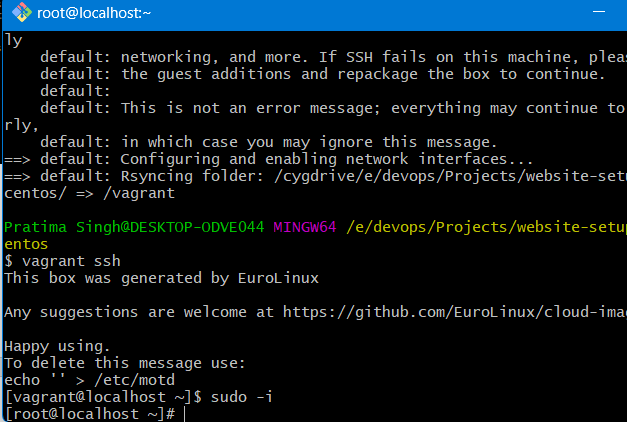 root@localhost:~
ly
default: networking, and more. If SSH fails on this machine, plea
default: the guest additions and repackage the box to continue.
default:
default: This is not an error message; everything may continue to
rly,
default: in which case you may ignore this message.
==> default: Configuring and enabling network interfaces...
==> default: Rsyncing folder: /cygdrive/e/devops/Projects/website-setu
centos/ => /vagrant
Pratima Singh@DESKTOP-ODVEO44 MINGW64 /e/devops/Projects/website-setup
entos
$ vagrant ssh
This box was generated by EuroLinux
Any suggestions are welcome at https://github.com/EuroLinux/cloud-ima
Happy using.
To delete this message use:
echo '' > /etc/motd
[vagrant@localhost ~]$ sudo -i
[root@localhost ~]#